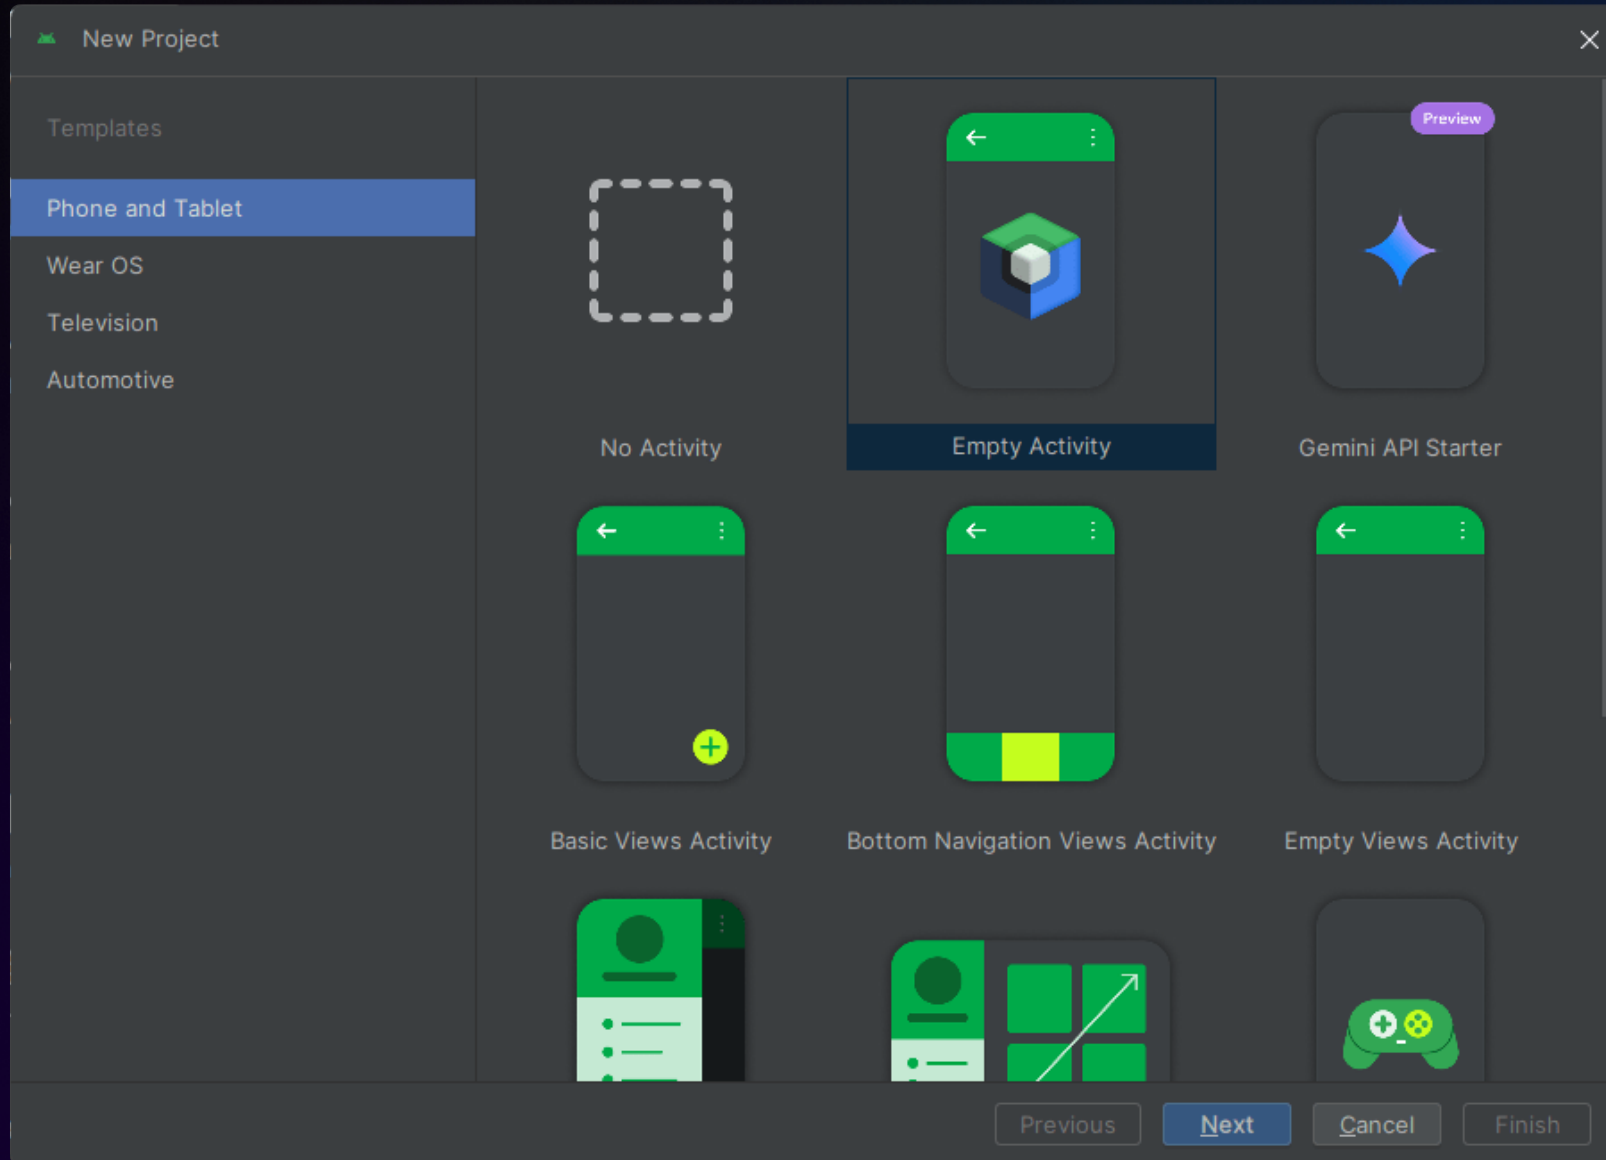 New Project
Templates
Phone and Tablet
Wear OS
Television
Automotive
Preview
No Activity
Empty Activity
Gemini API Starter
Basic Views Activity
Bottom Navigation Views Activity
Empty Views Activity
Previous
Next
Cancel
Finish